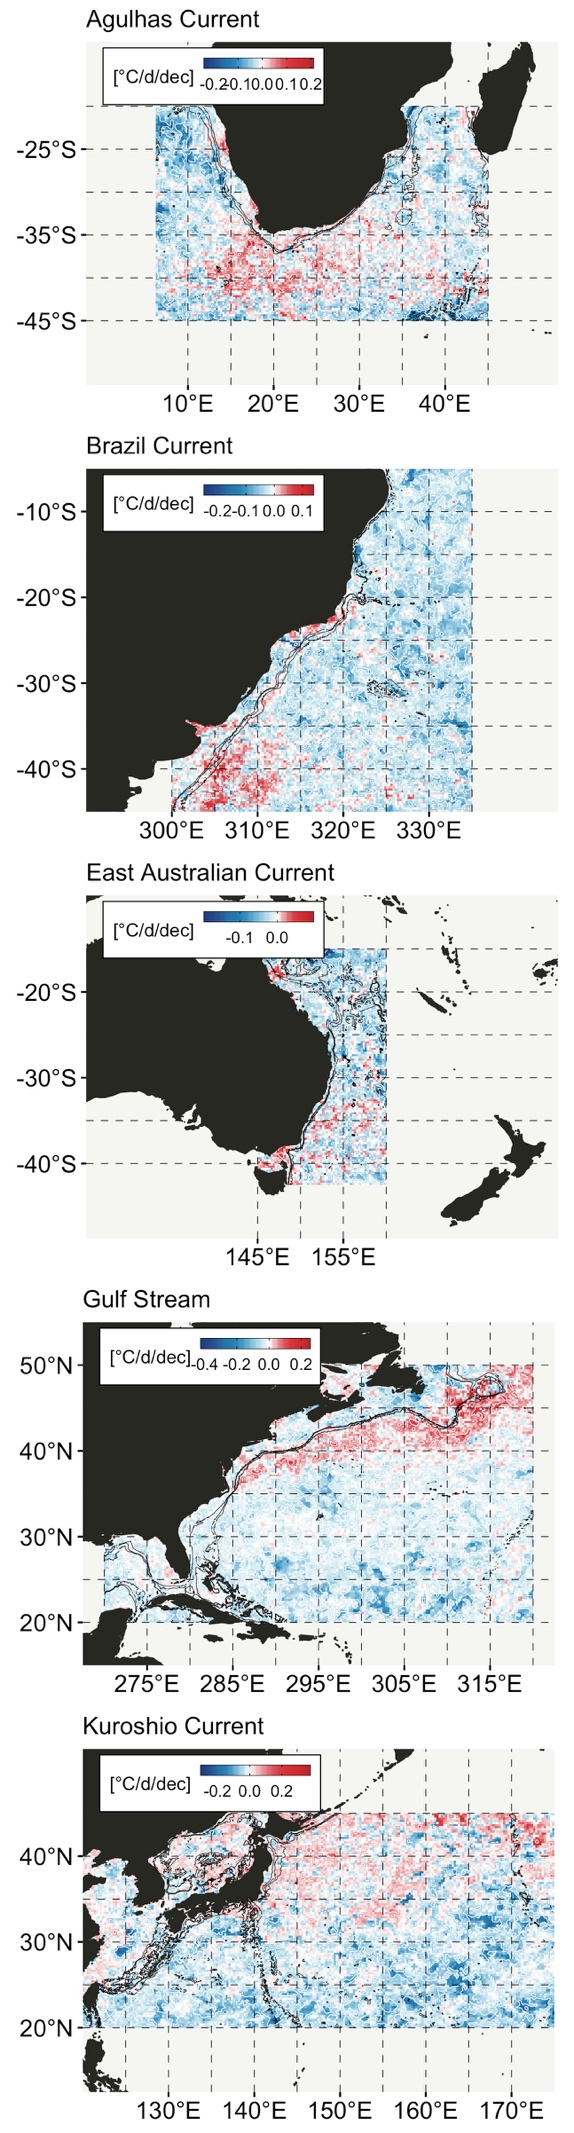 Agulhas Current
[°C/d/dec]
-0.2-0.10.00.10.2
-25°S
-35°S
-45°S
10°E 20°E 30°E 40°E
Brazil Current
[°C/d/dec]
-0.2-0.1 0.0 0.1
-10°S
-20°S
-30°S
-40°S
300°E 310°E 320°E 330°E
East Australian Current
[°C/d/dec]
-0.1 0.0
-20°S
-30°S
-40°S
145°E 155°E
Gulf Stream
[°C/d/dec]
-0.4 -0.2 0.0 0.2
50°N
40°N
30°N
20°N
275°E 285°E 295°E 305°E 315°E
Kuroshio Current
[°C/d/dec]
-0.2 0.0 0.2
40°N
30°N
20°N
130°E 140°E 150°E 160°E 170°E